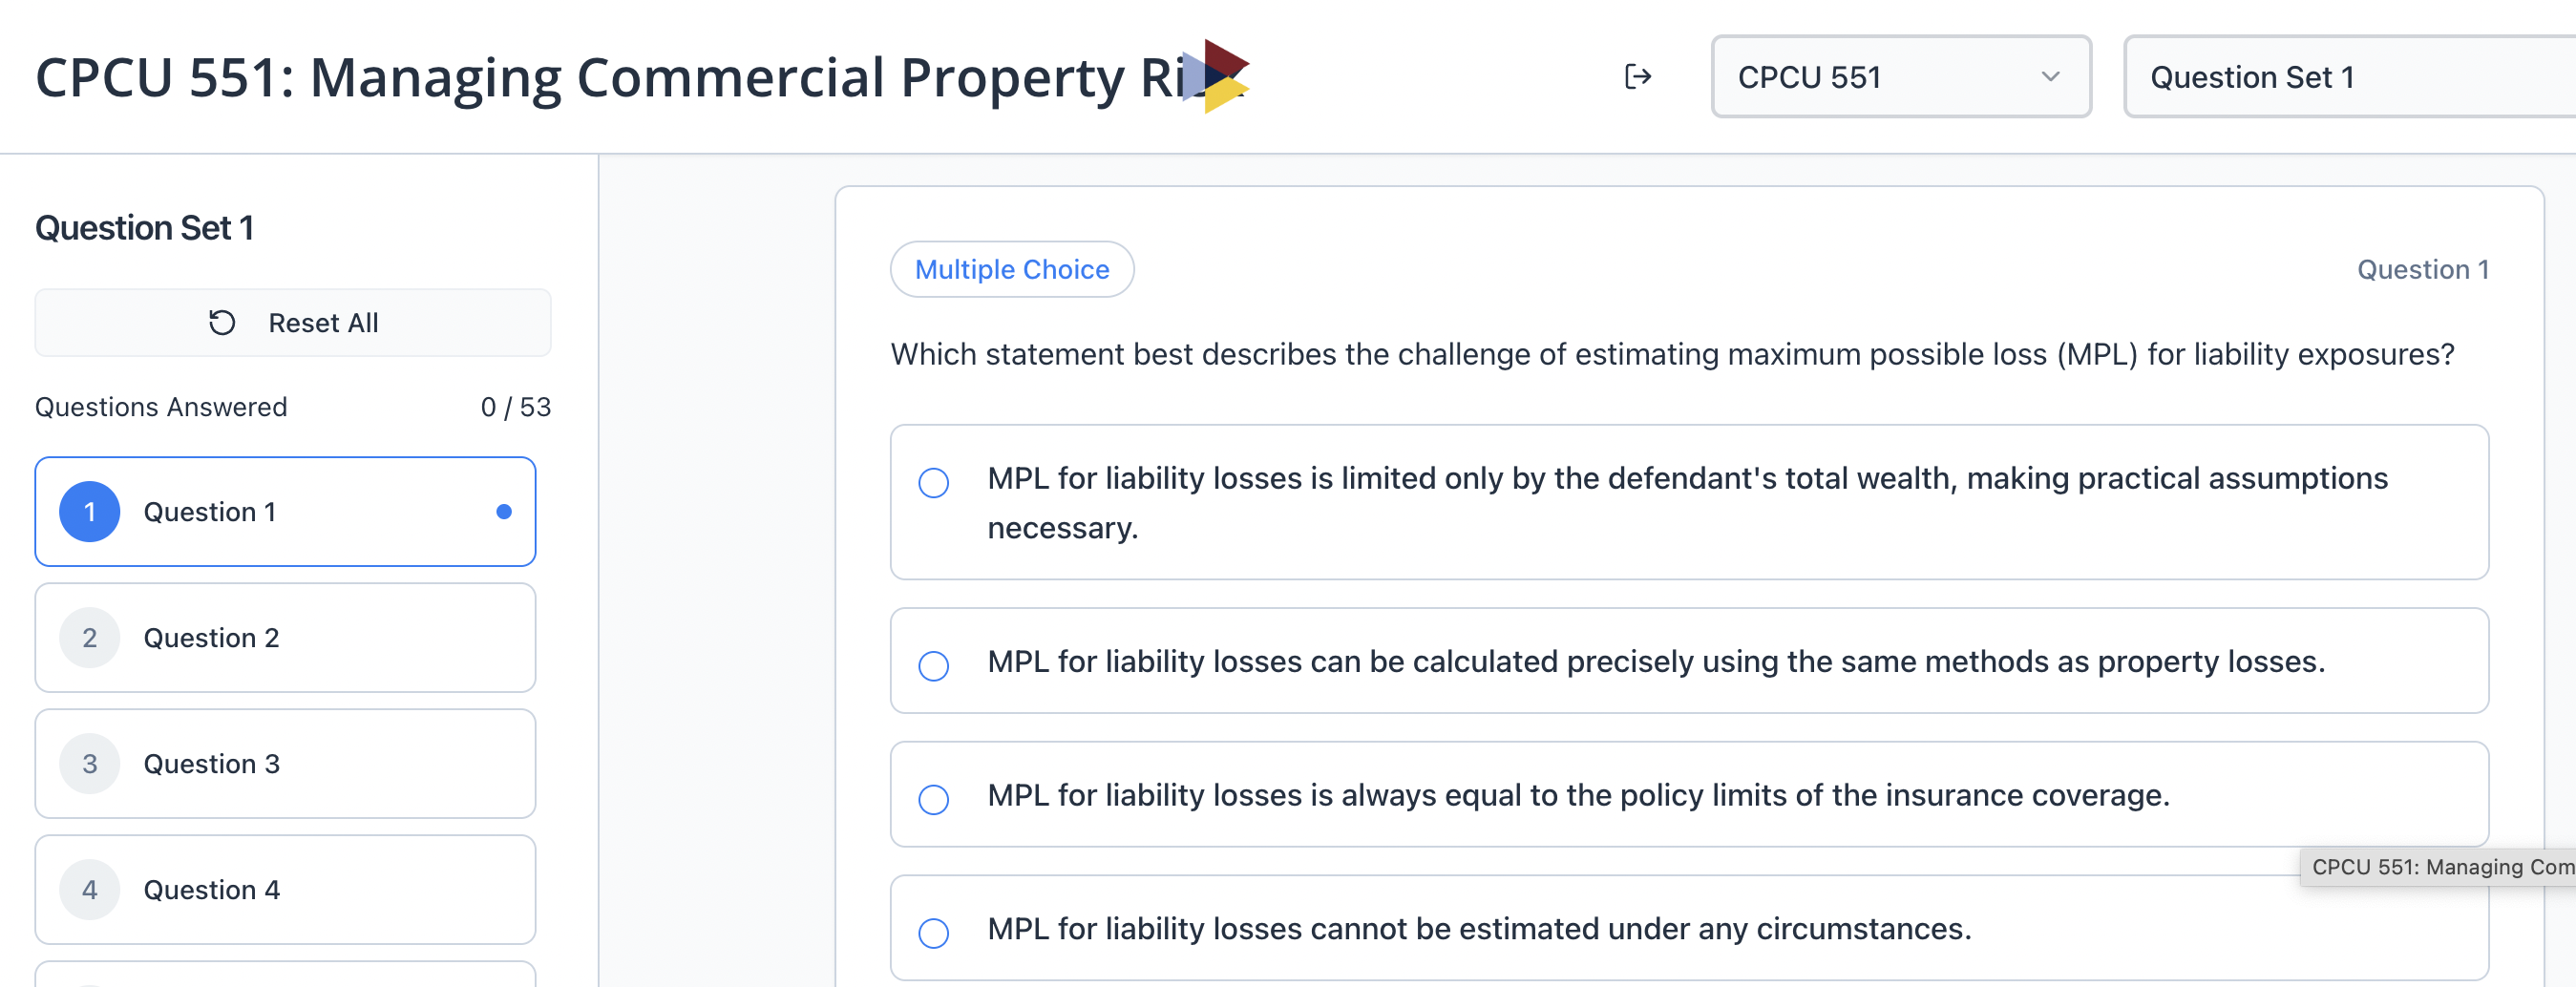 CPCU 551: Managing Commercial Property
CPCU 551
Question Set 1
Question Set 1
Reset All
Questions Answered 0 / 53
1 Question 1
2 Question 2
3 Question 3
4 Question 4
Multiple Choice
Question 1
Which statement best describes the challenge of estimating maximum possible loss (MPL) for liability exposures?
MPL for liability losses is limited only by the defendant's total wealth, making practical assumptions
necessary.
MPL for liability losses can be calculated precisely using the same methods as property losses.
MPL for liability losses is always equal to the policy limits of the insurance coverage.
CPCU 551: Managing Com
MPL for liability losses cannot be estimated under any circumstances.